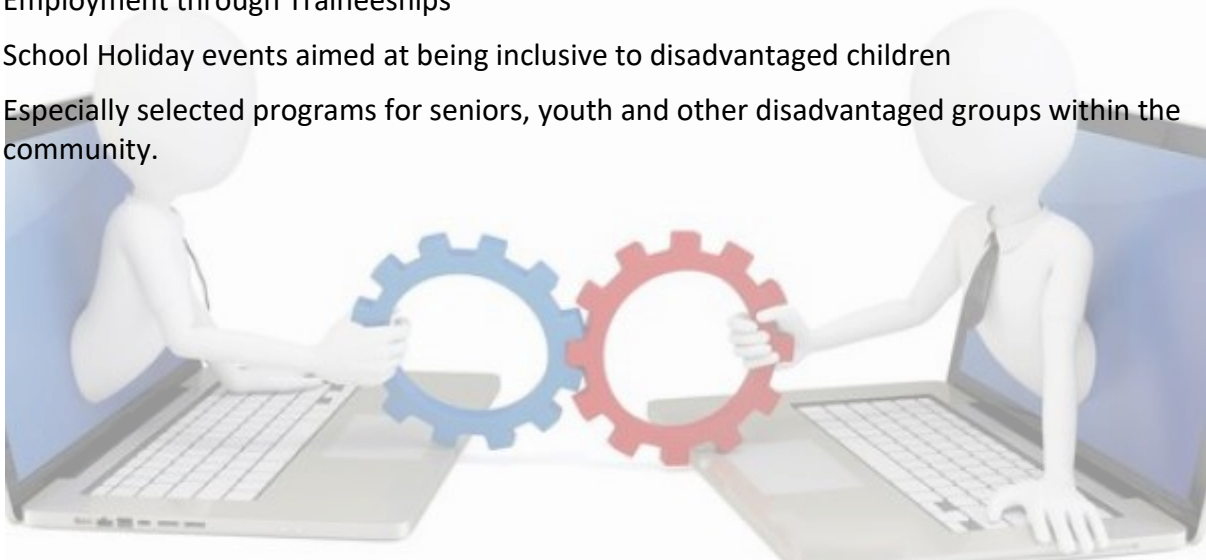 Employment through Traineeships
School Holiday events aimed at being inclusive to disadvantaged children
Especially selected programs for seniors, youth and other disadvantaged groups within the
community.